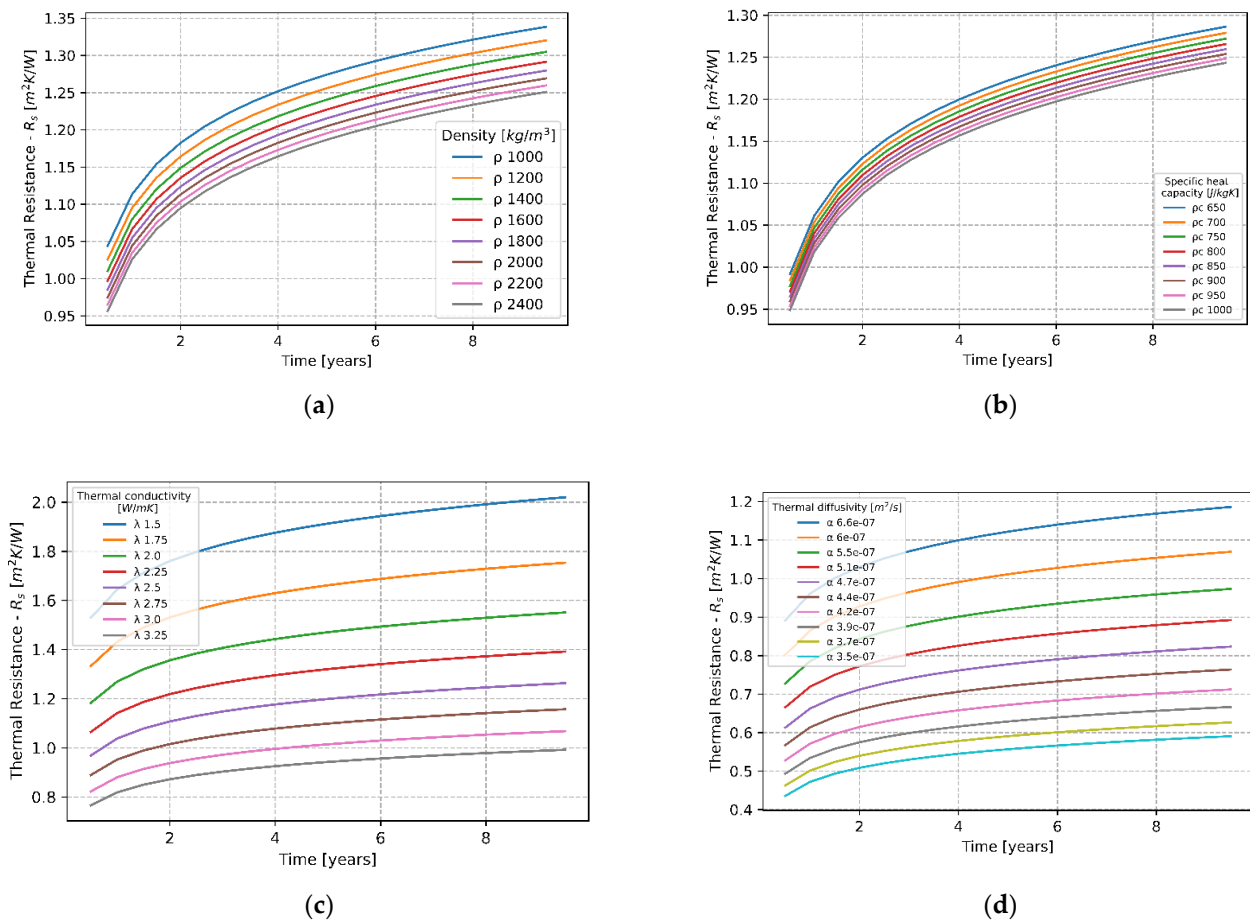 1.35
1.30
1.25
1.20
1.15
1.10
1.05
1.00
0.95
Thermal Resistance - Rₛ [m²K/W]
Density [kg/m³]
ρ 1000
ρ 1200
ρ 1400
ρ 1600
ρ 1800
ρ 2000
ρ 2200
ρ 2400
2 4 6 8
Time [years]
(a)
1.30
1.25
1.20
1.15
1.10
1.05
1.00
0.95
Thermal Resistance - Rₛ [m²K/W]
Specific heal
capacity [J/kgK]
ρc 650
ρc 700
ρc 750
ρc 800
ρc 850
ρc 900
ρc 950
ρc 1000
2 4 6 8
Time [years]
(b)
2.0
1.8
1.6
1.4
1.2
1.0
0.8
Thermal Resistance - Rₛ [m²K/W]
Thermal conductivity
[W/mK]
λ 1.5
λ 1.75
λ 2.0
λ 2.25
λ 2.5
λ 2.75
λ 3.0
λ 3.25
2 4 6 8
Time [years]
(c)
1.2
1.1
1.0
0.9
0.8
0.7
0.6
0.5
0.4
Thermal Resistance - Rₛ [m²K/W]
Thermal diffusivity [m²/s]
α 6.6e-07
α 6e-07
α 5.5e-07
α 5.1e-07
α 4.7e-07
α 4.4e-07
α 4.2e-07
α 3.9e-07
α 3.7e-07
α 3.5e-07
2 4 6 8
Time [years]
(d)